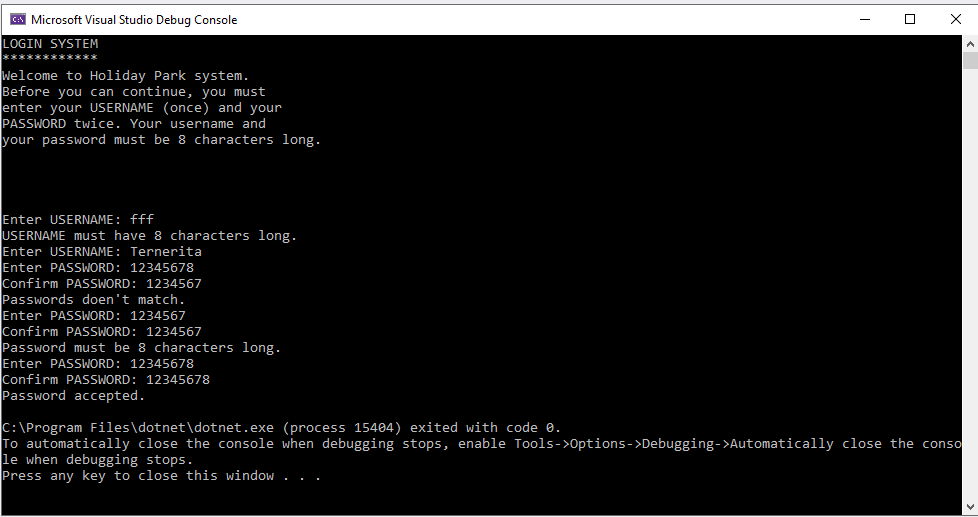 Microsoft Visual Studio Debug Console
LOGIN SYSTEM
************
Welcome to Holiday Park system.
Before you can continue, you must
enter your USERNAME (once) and your
PASSWORD twice. Your username and
your password must be 8 characters long.
Enter USERNAME: fff
USERNAME must have 8 characters long.
Enter USERNAME: Ternerita
Enter PASSWORD: 12345678
Confirm PASSWORD: 1234567
Passwords doen't match.
Enter PASSWORD: 1234567
Confirm PASSWORD: 1234567
Password must be 8 characters long.
Enter PASSWORD: 12345678
Confirm PASSWORD: 12345678
Password accepted.
C:\Program Files\dotnet\dotnet.exe (process 15404) exited with code 0.
To automatically close the console when debugging stops, enable Tools->Options->Debugging->Automatically close the conso
le when debugging stops.
Press any key to close this window . . .